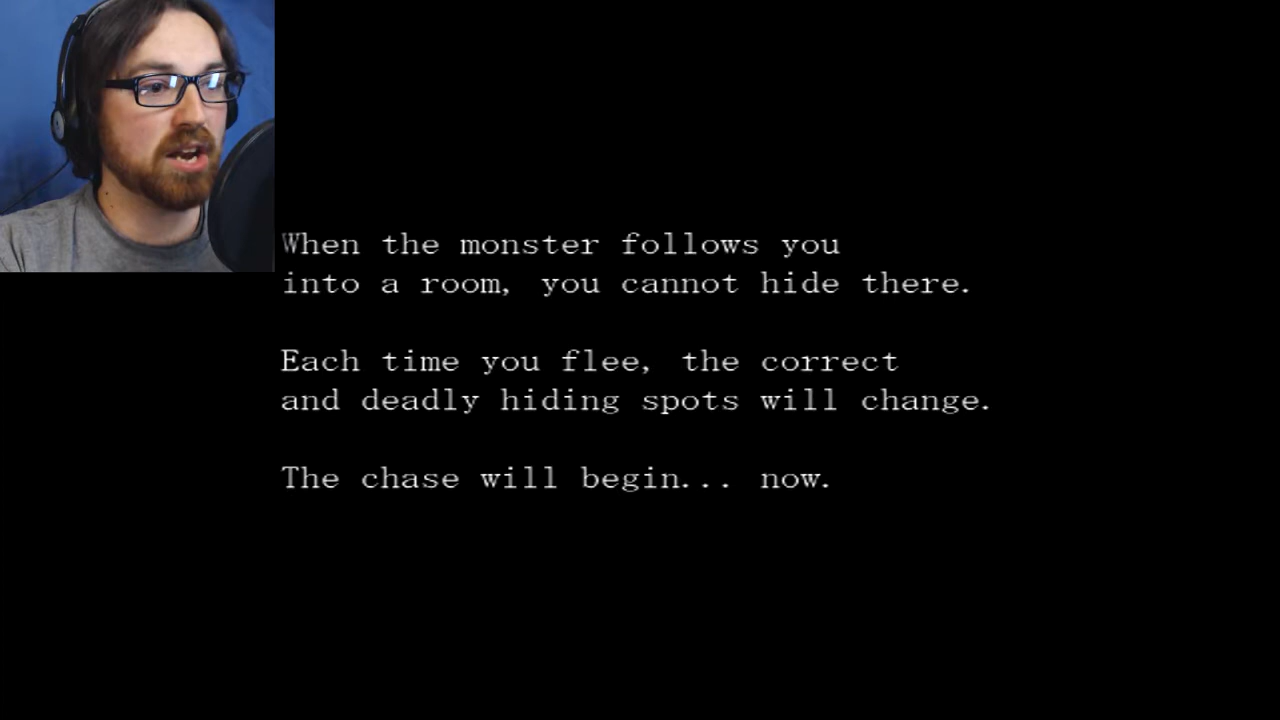 When the monster follows you
into a room, you cannot hide there.
Each time you flee, the correct
and deadly hiding spots will change.
The chase will begin... now.